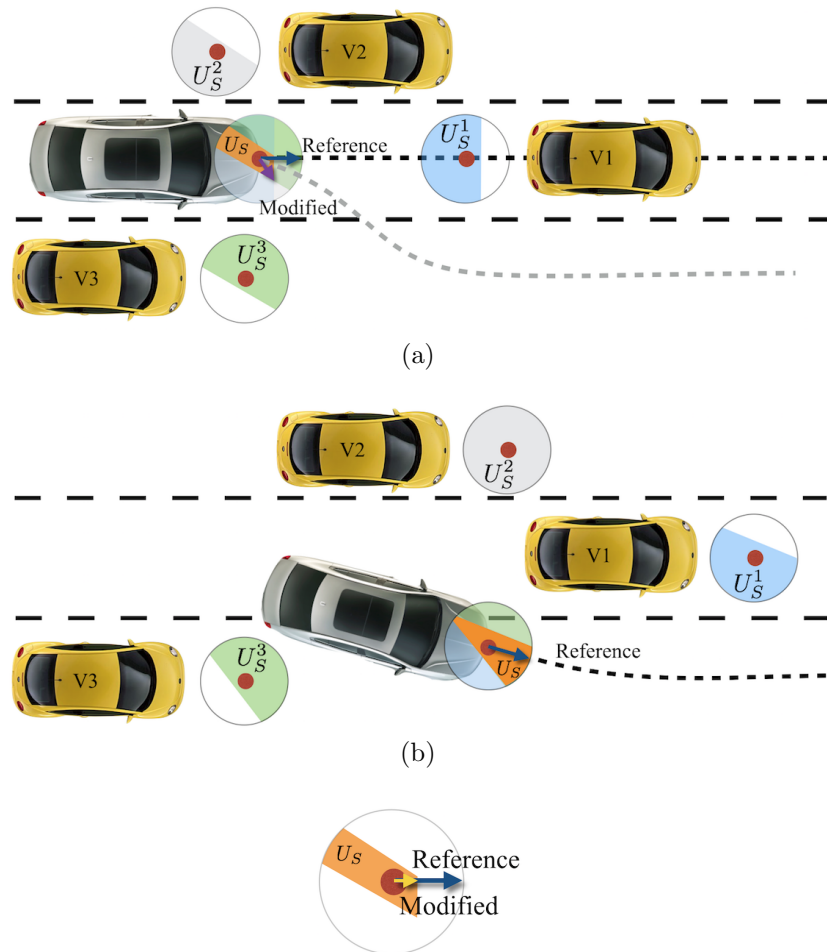 V2
U_S^2
U_S
Reference
U_S^1
V1
Modified
V3
U_S^3
(a)
V2
U_S^2
V1
U_S^1
V3
U_S^3
U_S
Reference
(b)
U_S
Reference
Modified